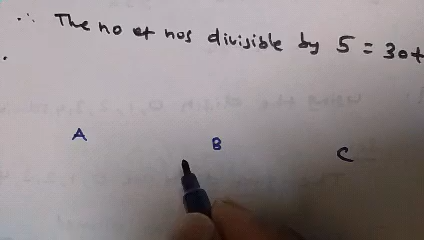 ∴ The no of nos divisible by 5 = 30+
A B C